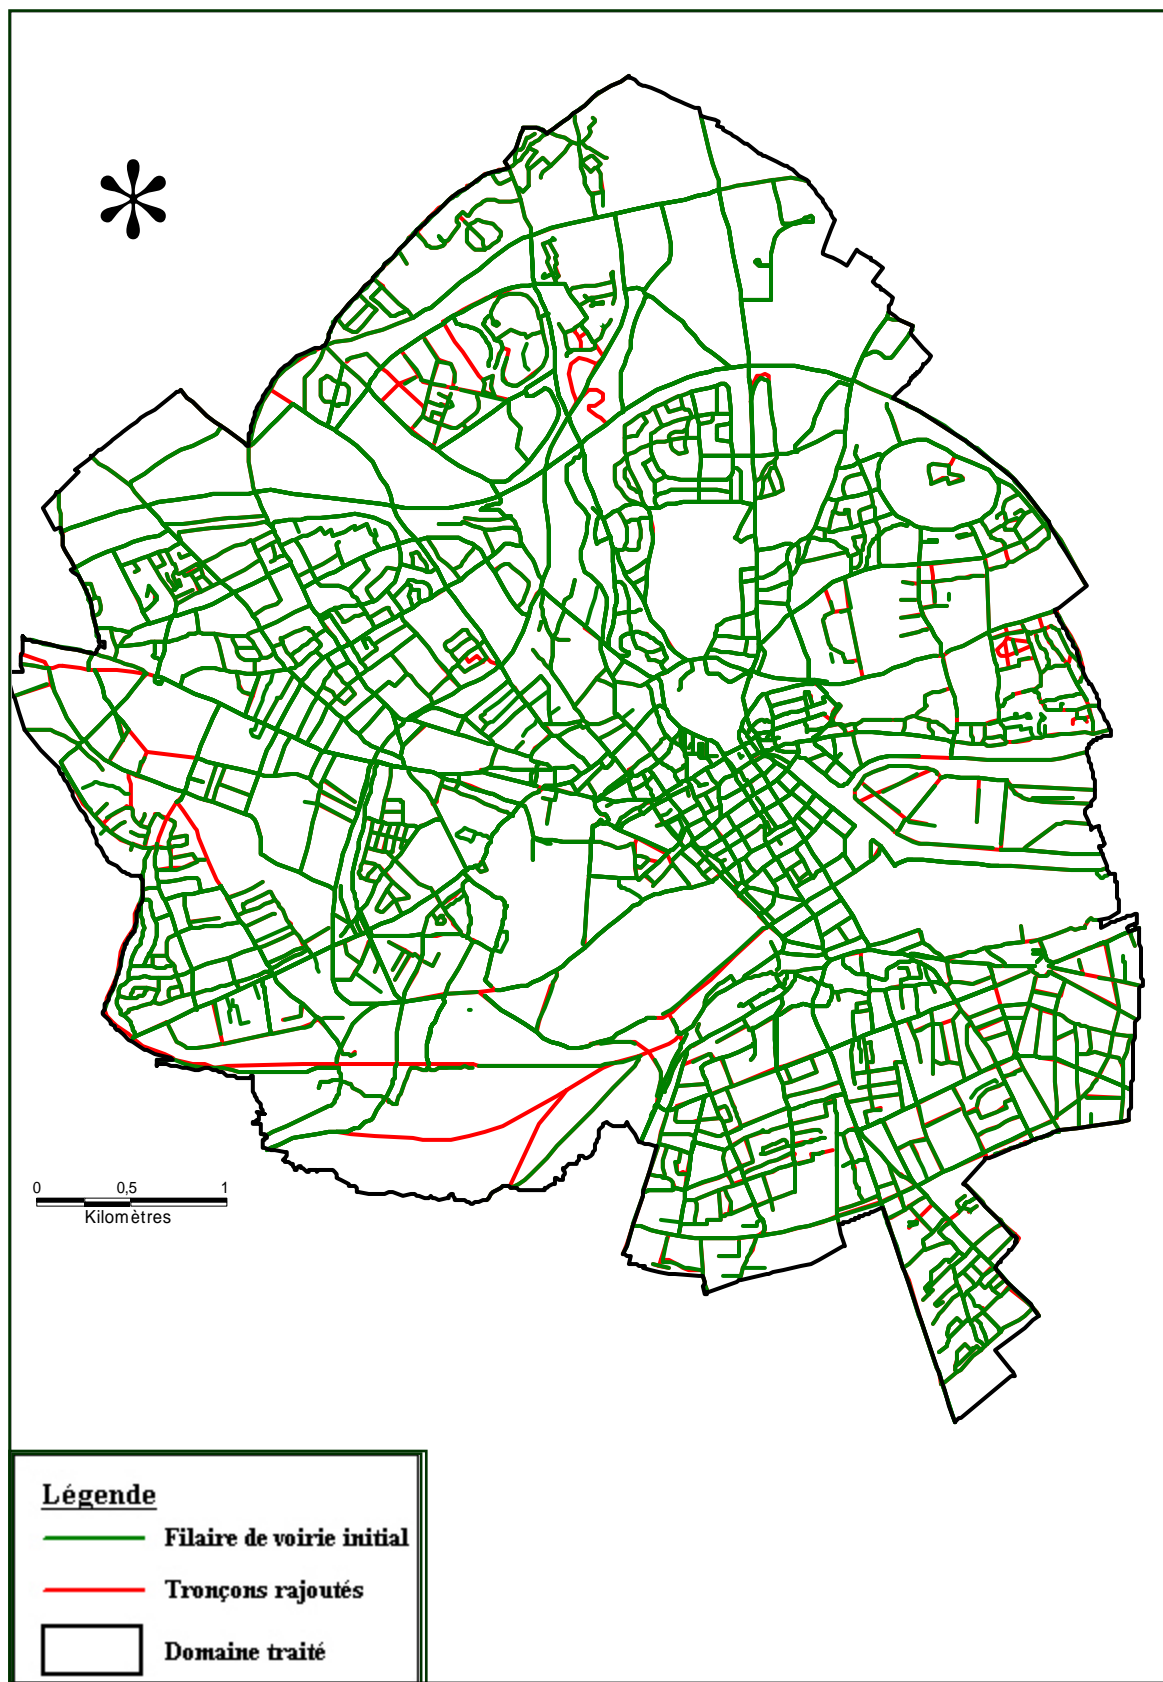 0 0,5 1
Kilomètres
Légende
Filaire de voirie initial
Tronçons rajoutés
Domaine traité